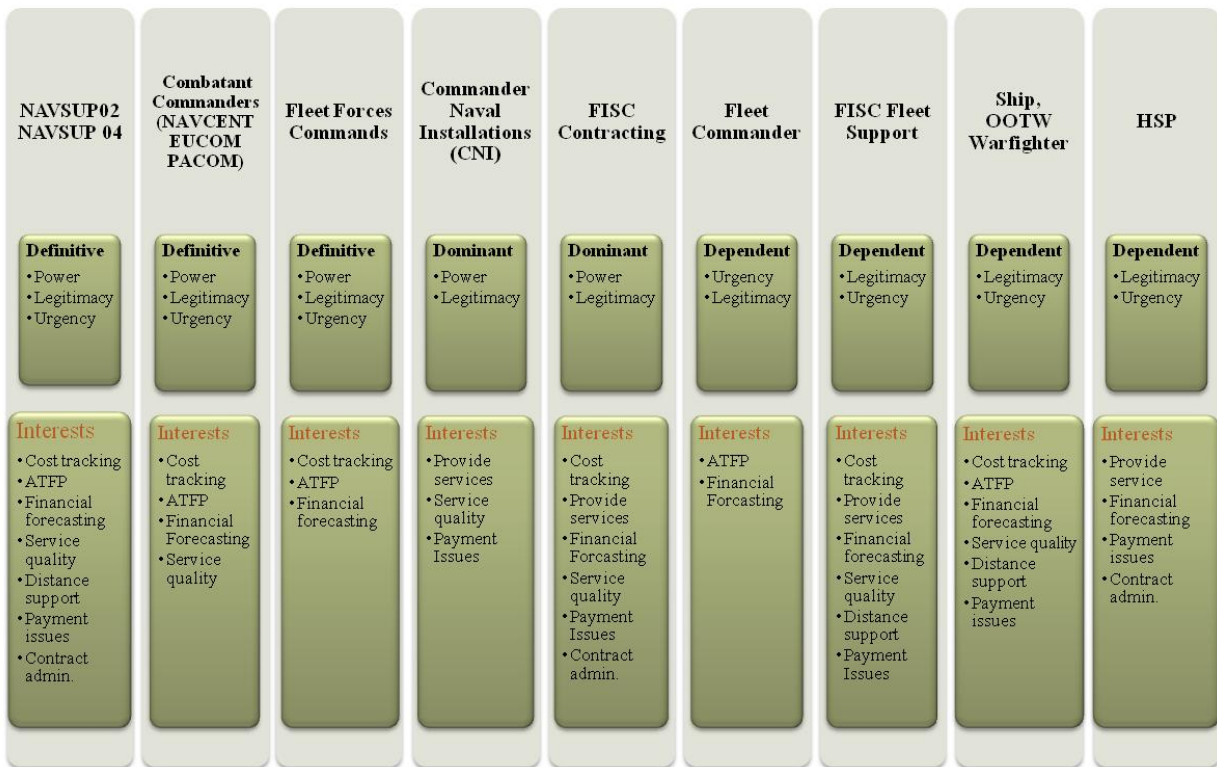 NAVSUP02
NAVSUP 04
Combatant
Commanders
(NAVCENT
EUCOM
PACOM)
Fleet Forces
Commands
Commander
Naval
Installations
(CNI)
FISC
Contracting
Fleet
Commander
FISC Fleet
Support
Ship,
OOTW
Warfighter
HSP
Definitive
•Power
•Legitimacy
•Urgency
Definitive
•Power
•Legitimacy
•Urgency
Definitive
•Power
•Legitimacy
•Urgency
Dominant
•Power
•Legitimacy
Dominant
•Power
•Legitimacy
Dependent
•Urgency
•Legitimacy
Dependent
•Legitimacy
•Urgency
Dependent
•Legitimacy
•Urgency
Dependent
•Legitimacy
•Urgency
Interests
•Cost tracking
•ATFP
•Financial
forecasting
•Service
quality
•Distance
support
•Payment
issues
•Contract
admin.
Interests
•Cost
tracking
•ATFP
•Financial
Forecasting
•Service
quality
Interests
•Cost tracking
•ATFP
•Financial
forecasting
Interests
•Provide
services
•Service
quality
•Payment
Issues
Interests
•Cost
tracking
•Provide
services
•Financial
Forcasting
•Service
quality
•Payment
Issues
•Contract
admin.
Interests
•ATFP
•Financial
Forcasting
Interests
•Cost
tracking
•Provide
services
•Financial
forecasting
•Service
quality
•Distance
support
•Payment
Issues
Interests
•Cost tracking
•ATFP
•Financial
forecasting
•Service quality
•Distance
support
•Payment
issues
Interests
•Provide
service
•Financial
forecasting
•Payment
issues
•Contract
admin.